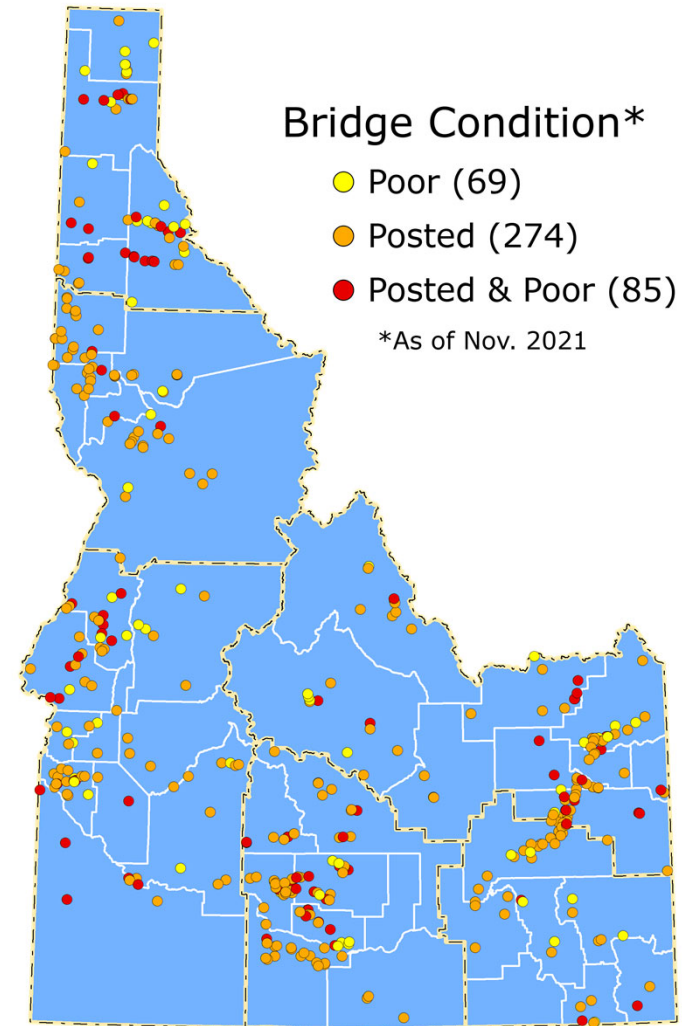 Bridge Condition*
Poor (69)
Posted (274)
Posted & Poor (85)
*As of Nov. 2021